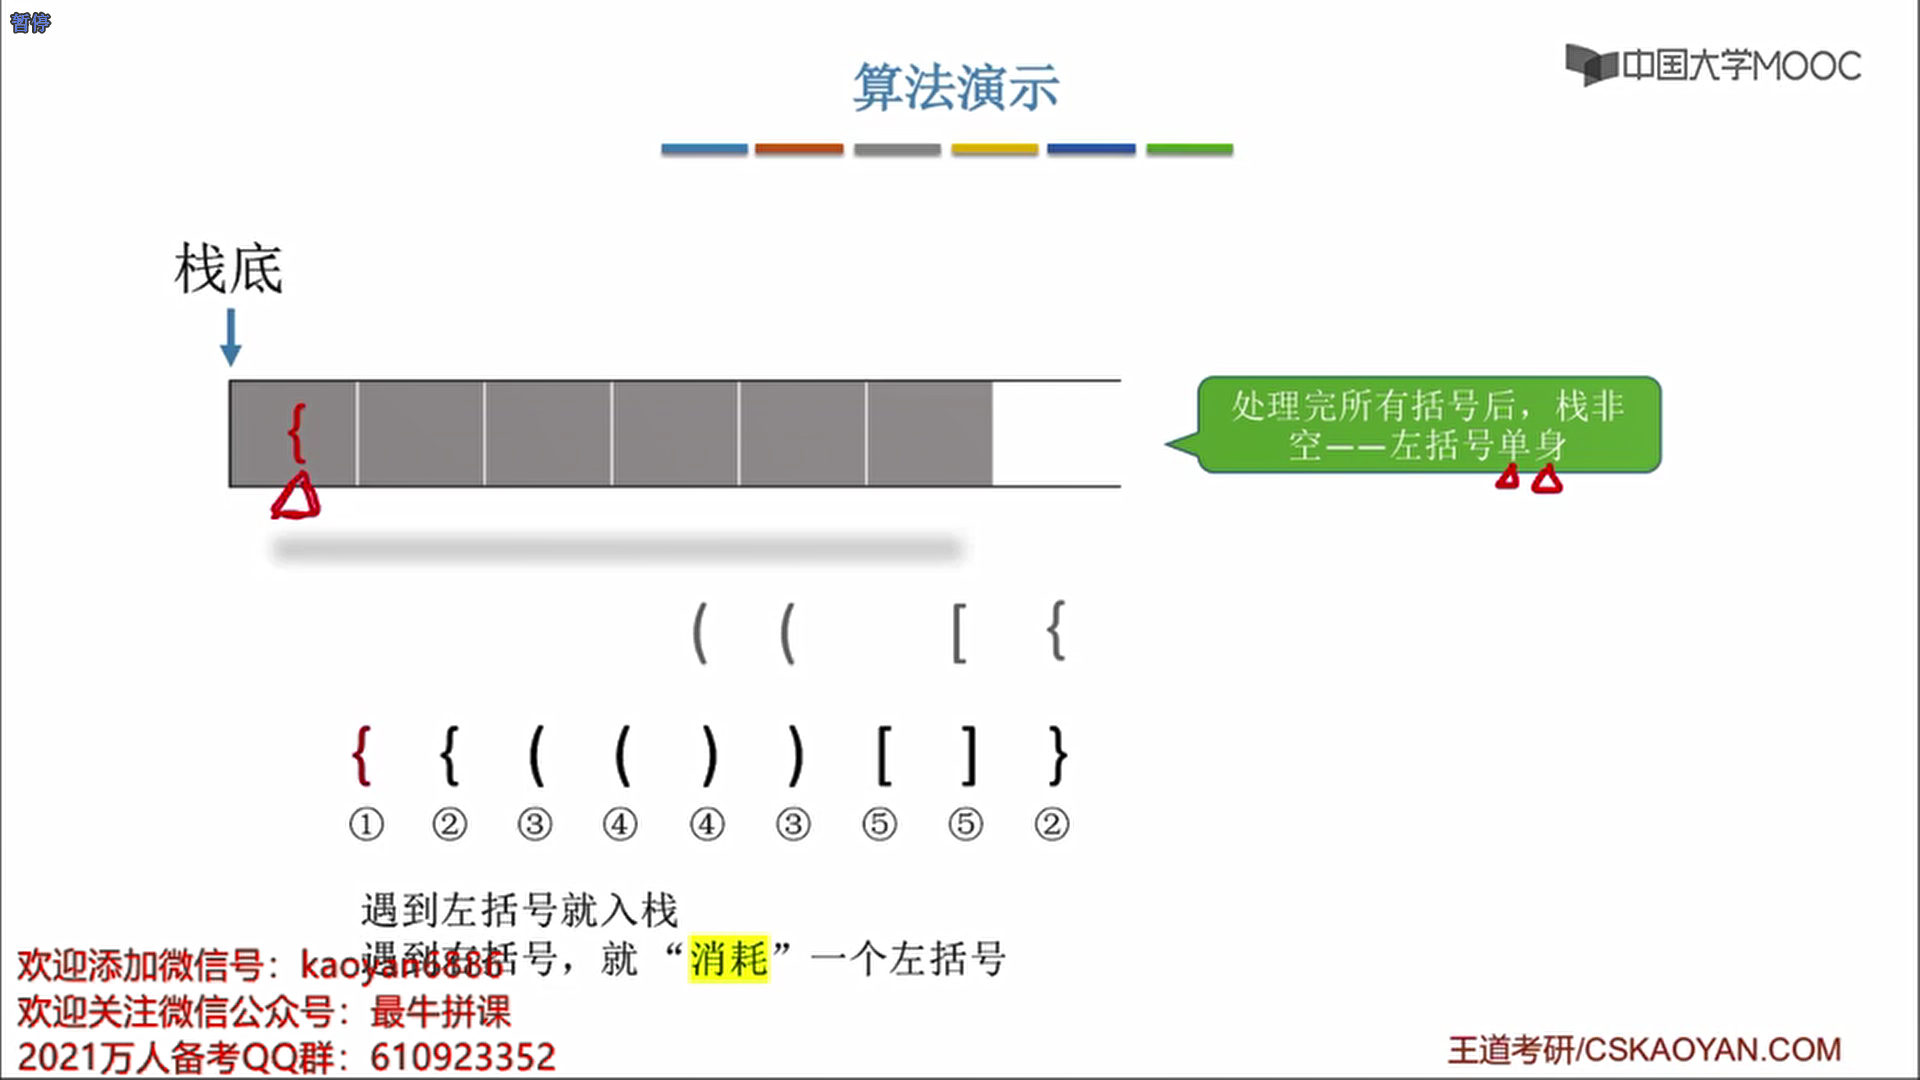 暂停
中国大学MOOC
算法演示
栈底
{
处理完所有括号后，栈非
空——左括号单身
( ( [ {
{ { ( ( ) ) [ ] }
① ② ③ ④ ④ ③ ⑤ ⑤ ②
遇到左括号就入栈
遇到右括号，就“消耗”一个左括号
欢迎添加微信号：kaoyan6886
欢迎关注微信公众号：最牛拼课
2021万人备考QQ群：610923352
王道考研/CSKAOYAN.COM